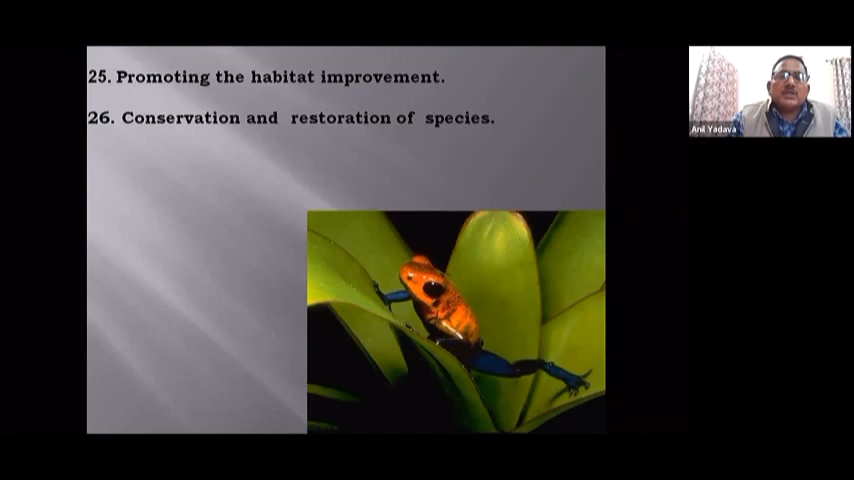 25. Promoting the habitat improvement.
26. Conservation and restoration of species.
Anil Yadava